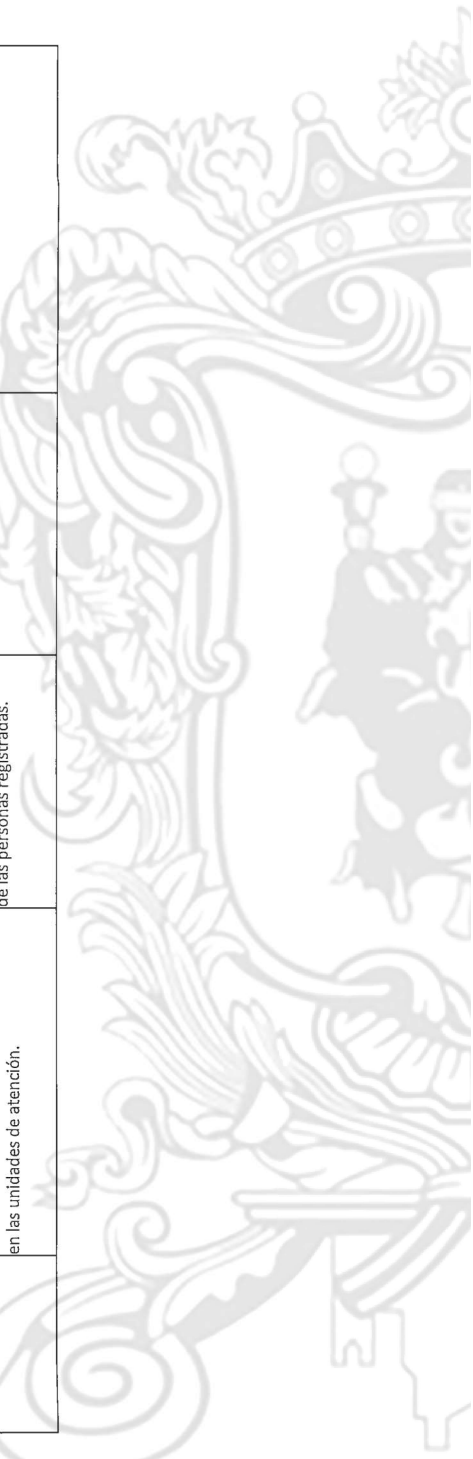 en las unidades de atención.
de las personas registradas.